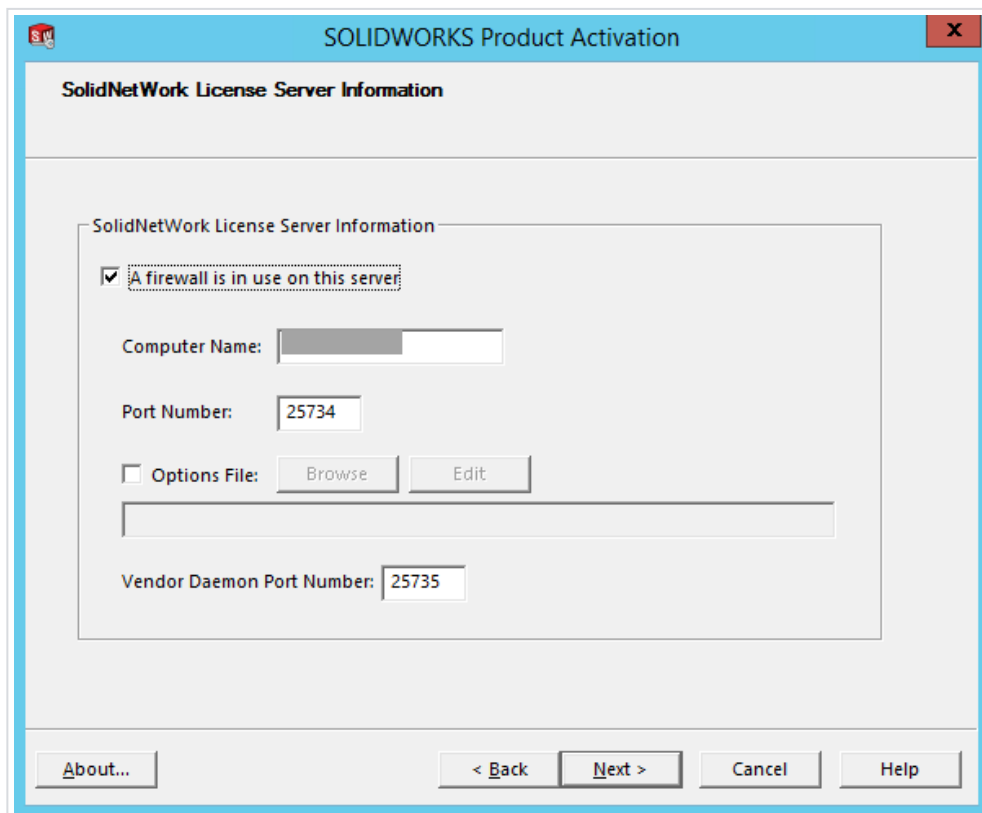 SW
SOLIDWORKS Product Activation
x
SolidNetWork License Server Information
SolidNetWork License Server Information
A firewall is in use on this server
Computer Name:
Port Number: 25734
Options File: Browse Edit
Vendor Daemon Port Number: 25735
About... < Back Next > Cancel Help